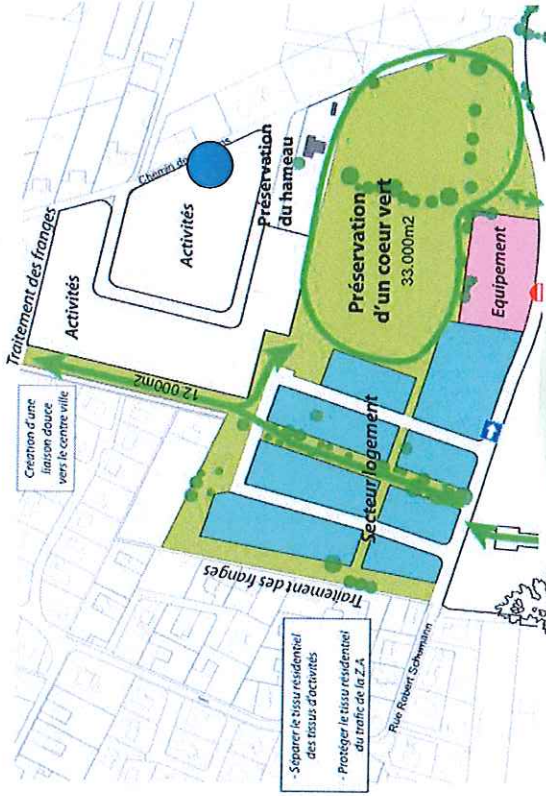 Traitement des franges
Création d'une
liaison douce
vers le centre ville
Activités
Chemin de
12.000m2
Activités
Préservation
du hameau
Préservation
d'un coeur vert
33.000m2
Equipement
Secteur logement
Traitement des franges
- Séparer le tissu résidentiel
des tissus d'activités
- Protéger le tissu résidentiel
du trafic de la Z.A
Rue Robert Schumann